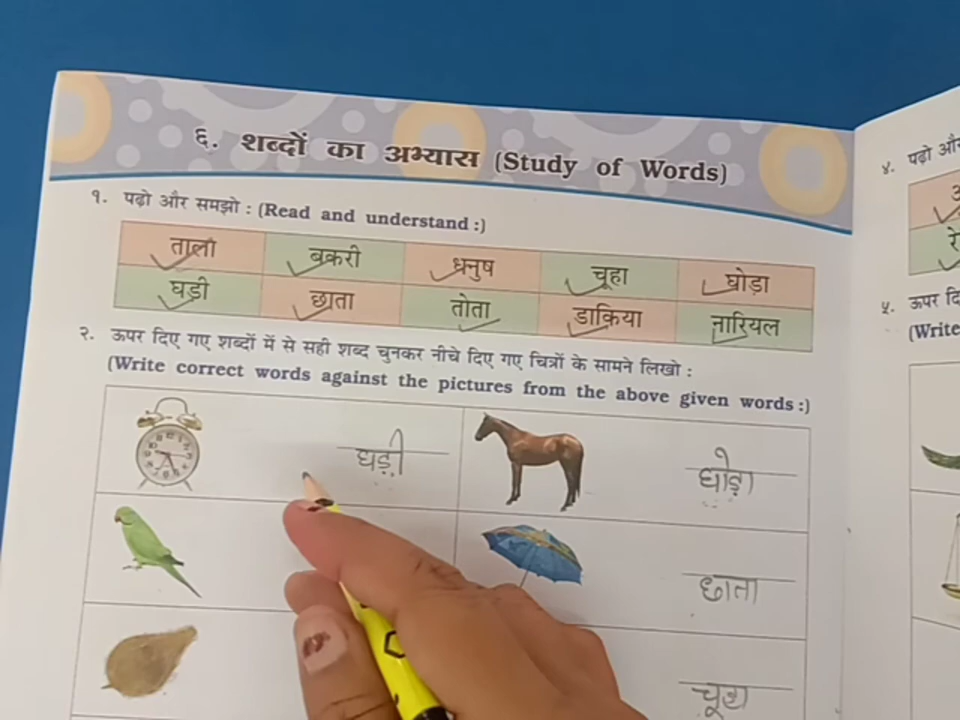 ६. शब्दों का अभ्यास (Study of Words)
१. पढ़ो और समझो : (Read and understand :)
ताला बकरी धनुष चूहा घोड़ा
घड़ी छाता तोता डाकिया नारियल
२. ऊपर दिए गए शब्दों में से सही शब्द चुनकर नीचे दिए गए चित्रों के सामने लिखो :
(Write correct words against the pictures from the above given words :)
घड़ी घोड़ा
छाता
चूहा
४. पढ़ो और
५. ऊपर
(Write